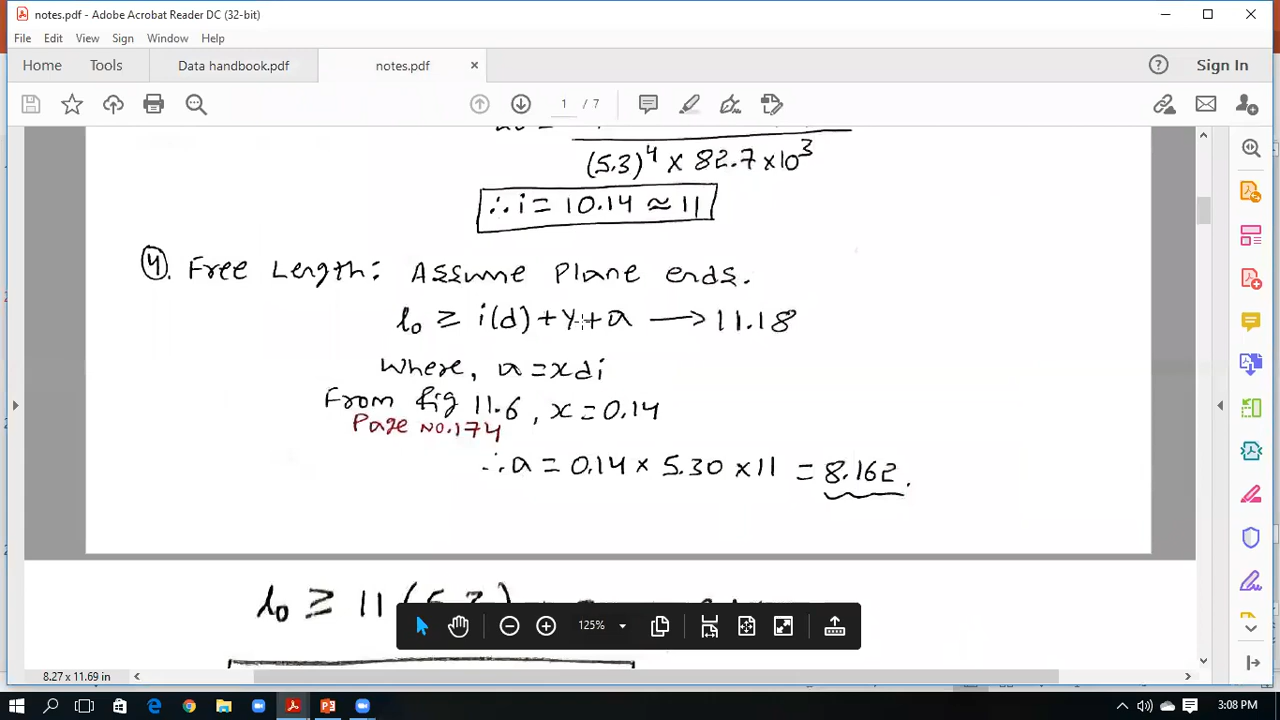 notes.pdf - Adobe Acrobat Reader DC (32-bit)
File Edit View Sign Window Help
Home Tools Data handbook.pdf notes.pdf × Sign In
1 / 7
(5.3)⁴ × 82.7×10³
∴ i = 10.14 ≈ 11
④. Free Length: Assume Plane ends.
l₀ ≥ i(d)+y+a → 11.18
Where, a = xdi
From fig 11.6, x = 0.14
Page No.174
∴ a = 0.14 × 5.30 ×11 = 8.162.
l₀ ≥ 11 (5.3)
125%
8.27 x 11.69 in
3:08 PM